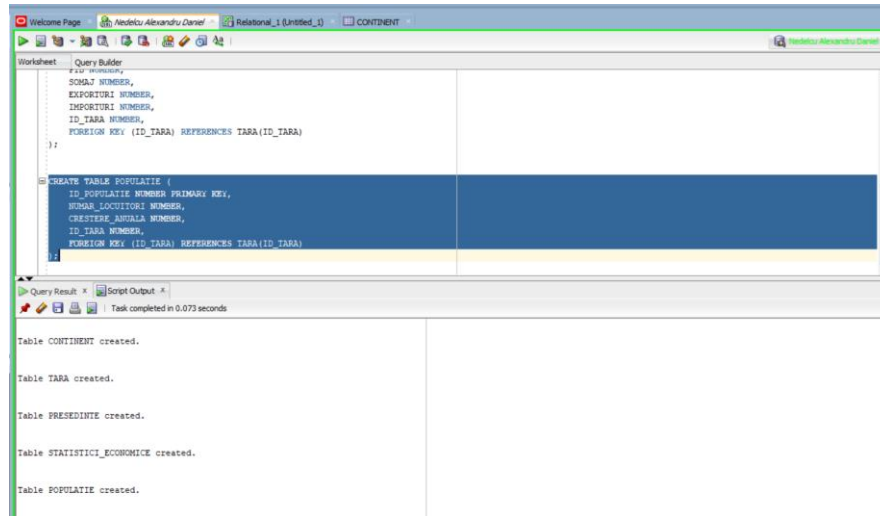 Welcome Page
Nedelcu Alexandru Daniel
Relational_1 (Untitled_1)
CONTINENT
Nedelcu Alexandru Daniel
Worksheet Query Builder
PIB NUMBER,
SOMAJ NUMBER,
EXPORTURI NUMBER,
IMPORTURI NUMBER,
ID_TARA NUMBER,
FOREIGN KEY (ID_TARA) REFERENCES TARA(ID_TARA)
);
CREATE TABLE POPULATIE (
ID_POPULATIE NUMBER PRIMARY KEY,
NUMAR_LOCUITORI NUMBER,
CRESTERE_ANUALA NUMBER,
ID_TARA NUMBER,
FOREIGN KEY (ID_TARA) REFERENCES TARA(ID_TARA)
);
Query Result x Script Output x
Task completed in 0.073 seconds
Table CONTINENT created.
Table TARA created.
Table PRESEDINTE created.
Table STATISTICI_ECONOMICE created.
Table POPULATIE created.